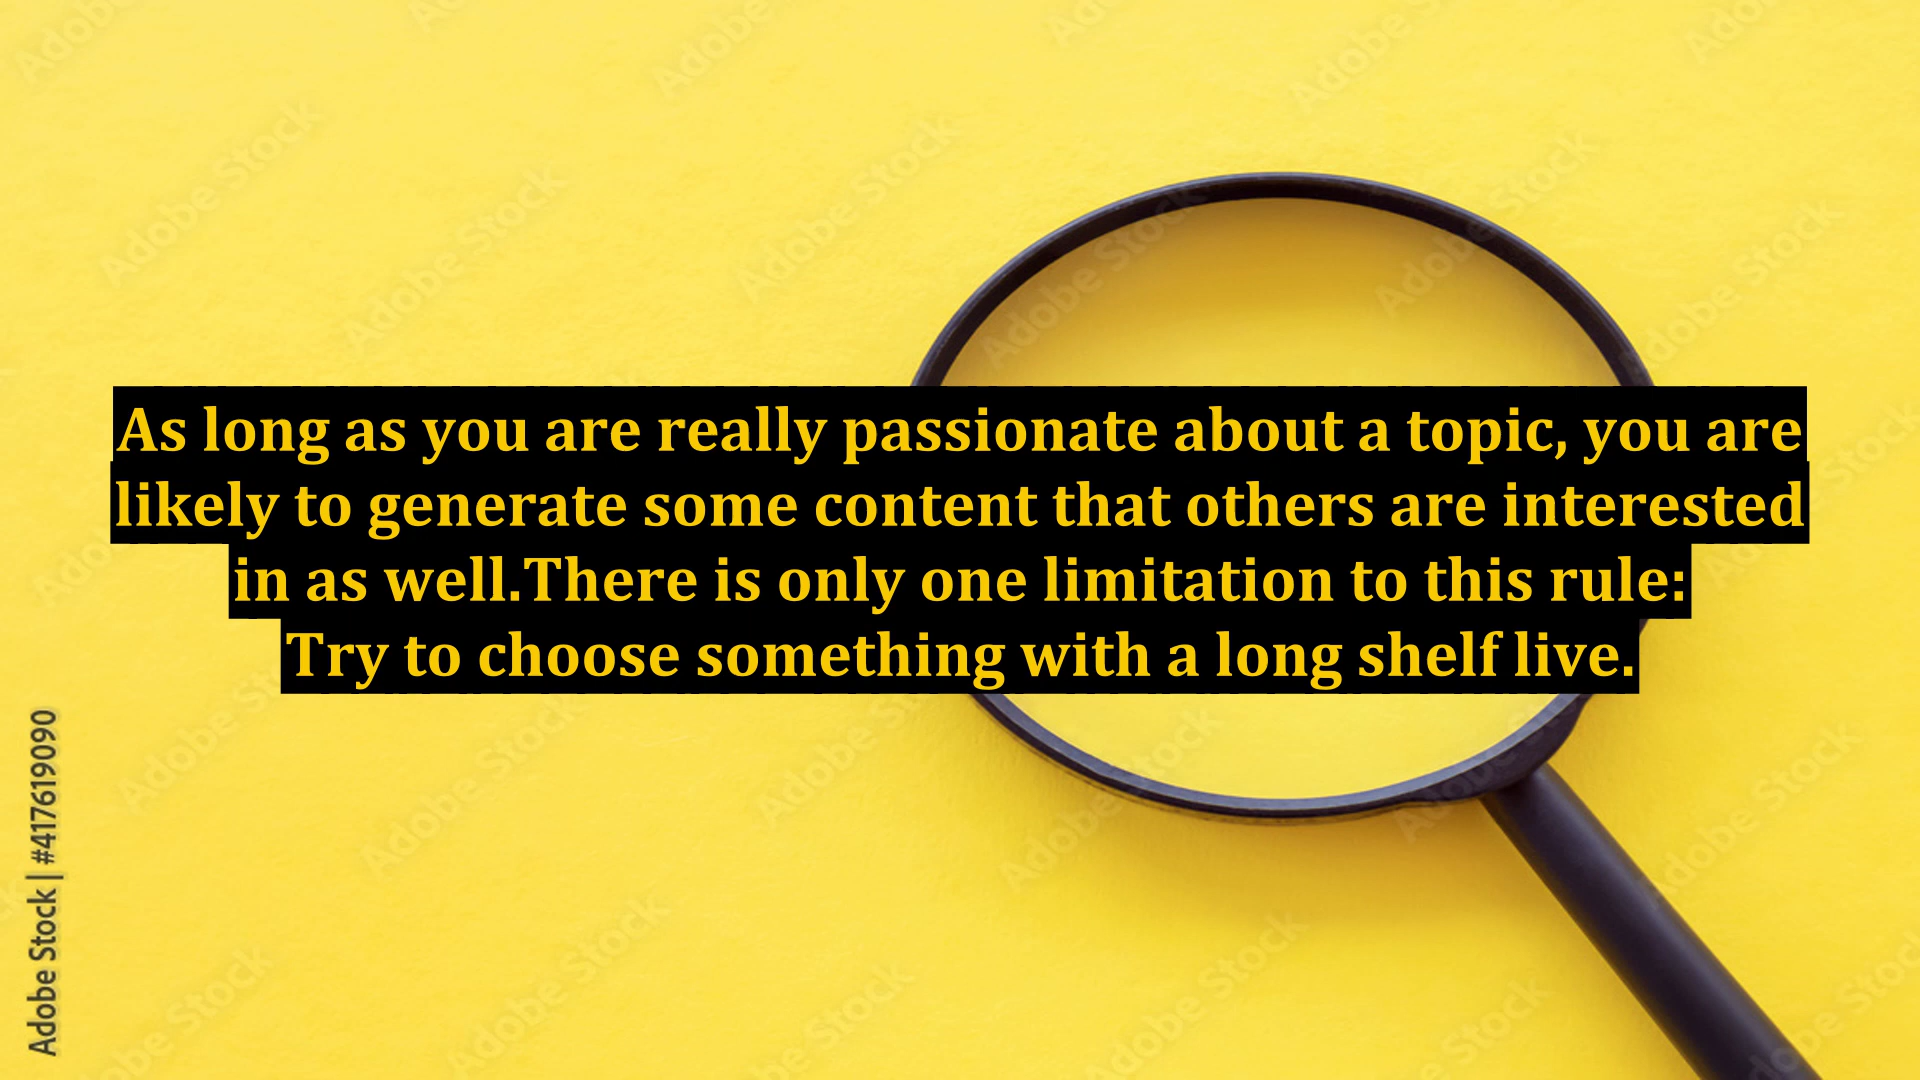 As long as you are really passionate about a topic, you are
likely to generate some content that others are interested
in as well.There is only one limitation to this rule:
Try to choose something with a long shelf live.
Adobe Stock | #417619090